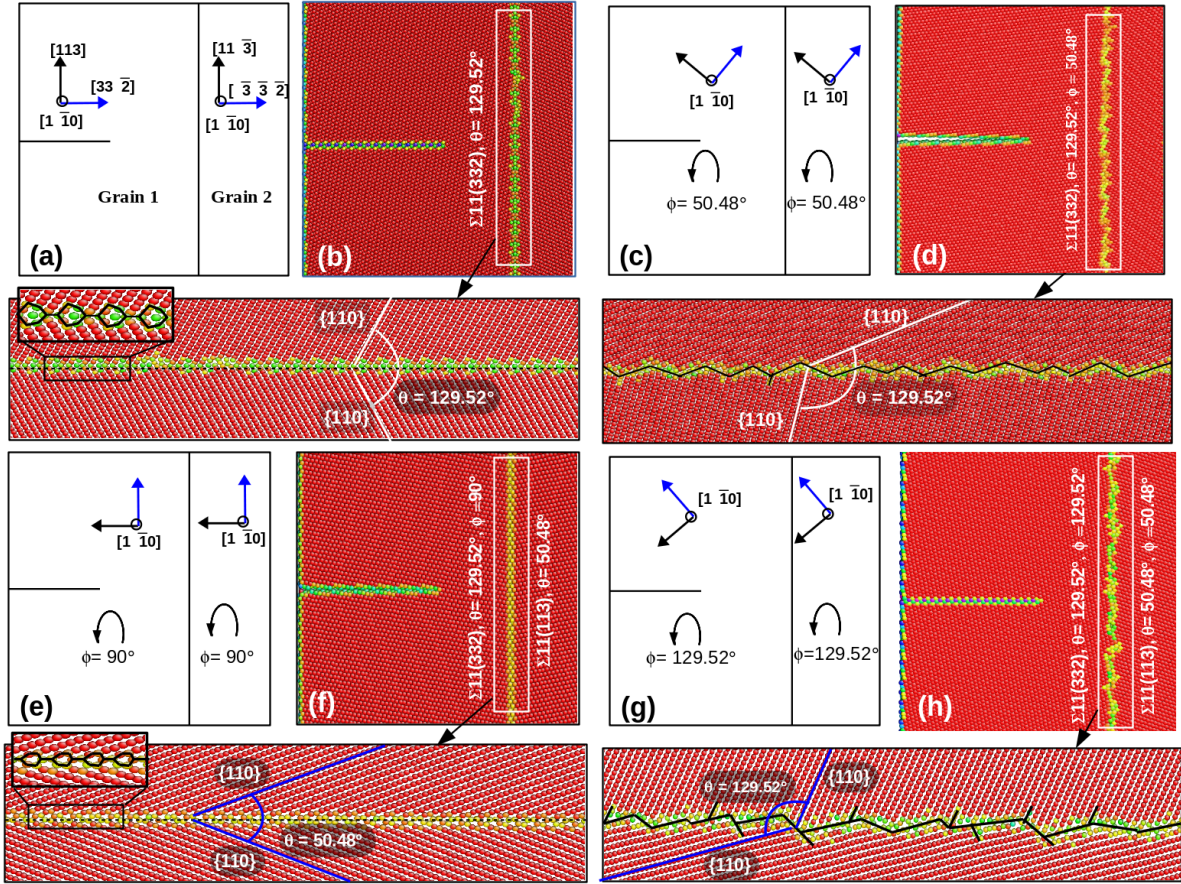 [113]
[33 2̅]
[1 1̅0]
[11 3̅]
[ 3̅ 3̅ 2̅]
[1 1̅0]
Grain 1
Grain 2
(a)
Σ11(332), θ= 129.52°
(b)
[1 1̅0]
[1 1̅0]
ϕ= 50.48°
ϕ= 50.48°
(c)
Σ11(332), θ= 129.52°, ϕ= 50.48°
(d)
{110}
θ = 129.52°
{110}
{110}
θ = 129.52°
{110}
[1 1̅0]
[1 1̅0]
ϕ= 90°
ϕ= 90°
(e)
Σ11(332), θ= 129.52°, ϕ =90°
Σ11(113), θ= 50.48°
(f)
[1 1̅0]
[1 1̅0]
ϕ= 129.52°
ϕ=129.52°
(g)
Σ11(332), θ= 129.52°, ϕ =129.52°
Σ11(113), θ= 50.48°, ϕ =50.48°
(h)
{110}
θ = 50.48°
{110}
θ = 129.52°
{110}
{110}